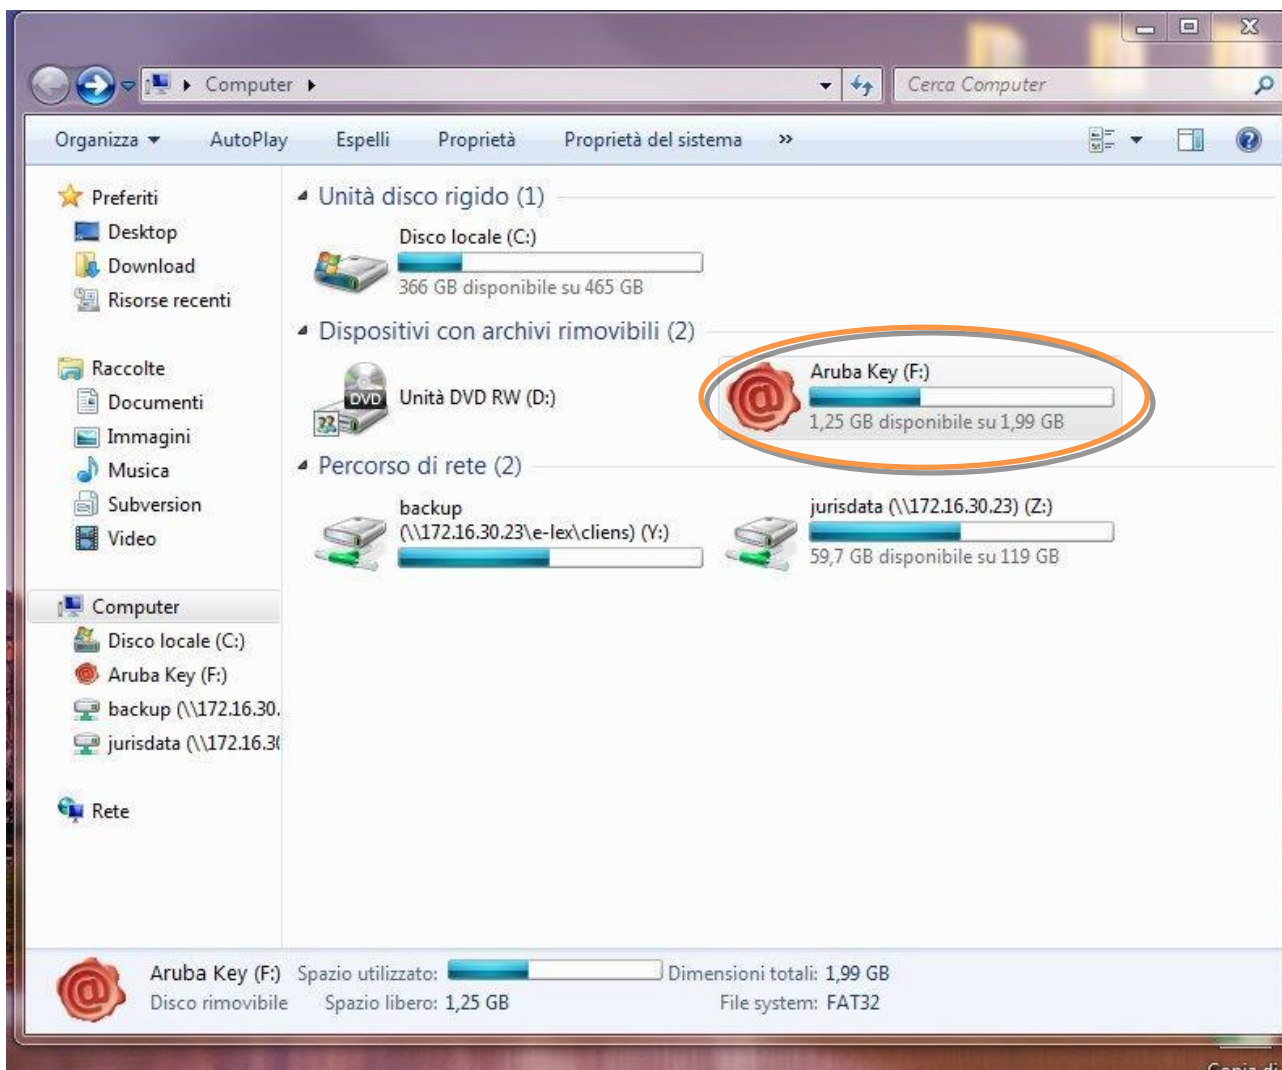 Computer
Cerca Computer
Organizza
AutoPlay
Espelli
Proprietà
Proprietà del sistema
»
Preferiti
Desktop
Download
Risorse recenti
Raccolte
Documenti
Immagini
Musica
Subversion
Video
Computer
Disco locale (C:)
Aruba Key (F:)
backup (\\172.16.30.
jurisdata (\\172.16.3
Rete
Unità disco rigido (1)
Disco locale (C:)
366 GB disponibile su 465 GB
Dispositivi con archivi rimovibili (2)
DVD
Unità DVD RW (D:)
Aruba Key (F:)
1,25 GB disponibile su 1,99 GB
Percorso di rete (2)
backup
(\\172.16.30.23\e-lex\cliens) (Y:)
jurisdata (\\172.16.30.23) (Z:)
59,7 GB disponibile su 119 GB
Aruba Key (F:) Spazio utilizzato: Dimensioni totali: 1,99 GB
Disco rimovibile Spazio libero: 1,25 GB File system: FAT32